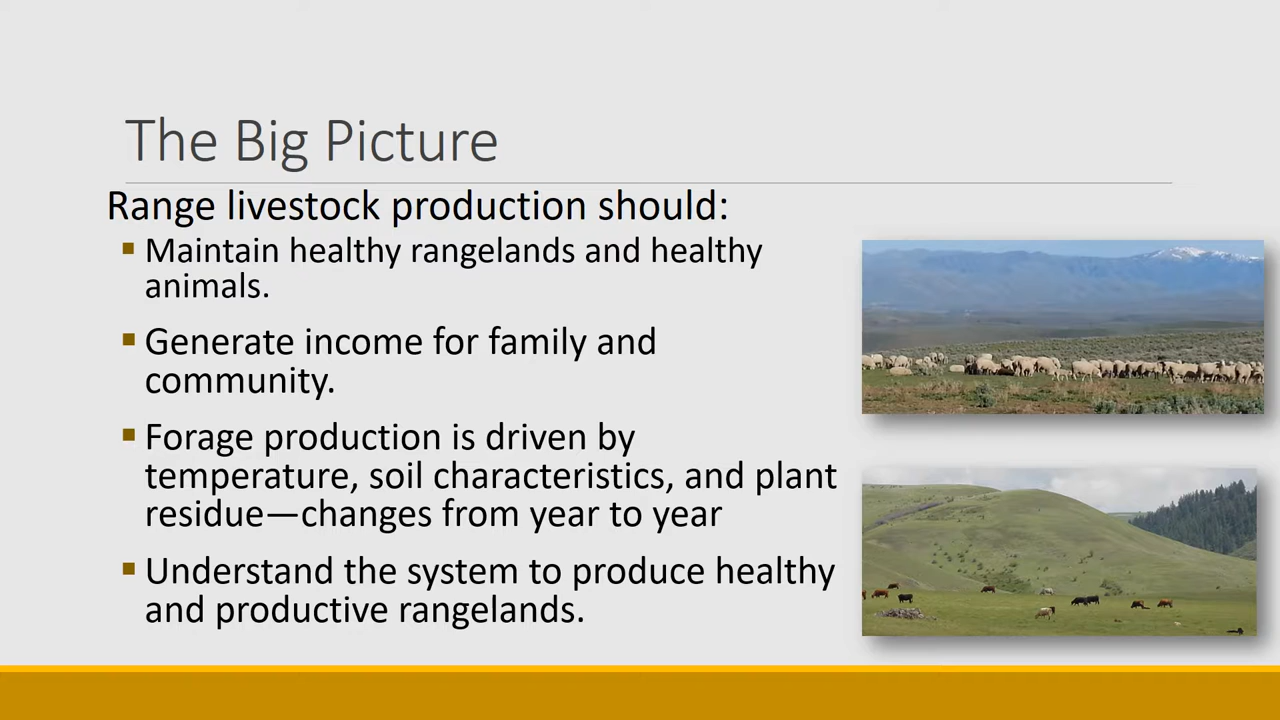 The Big Picture
Range livestock production should:
▪ Maintain healthy rangelands and healthy
animals.
▪ Generate income for family and
community.
▪ Forage production is driven by
temperature, soil characteristics, and plant
residue—changes from year to year
▪ Understand the system to produce healthy
and productive rangelands.